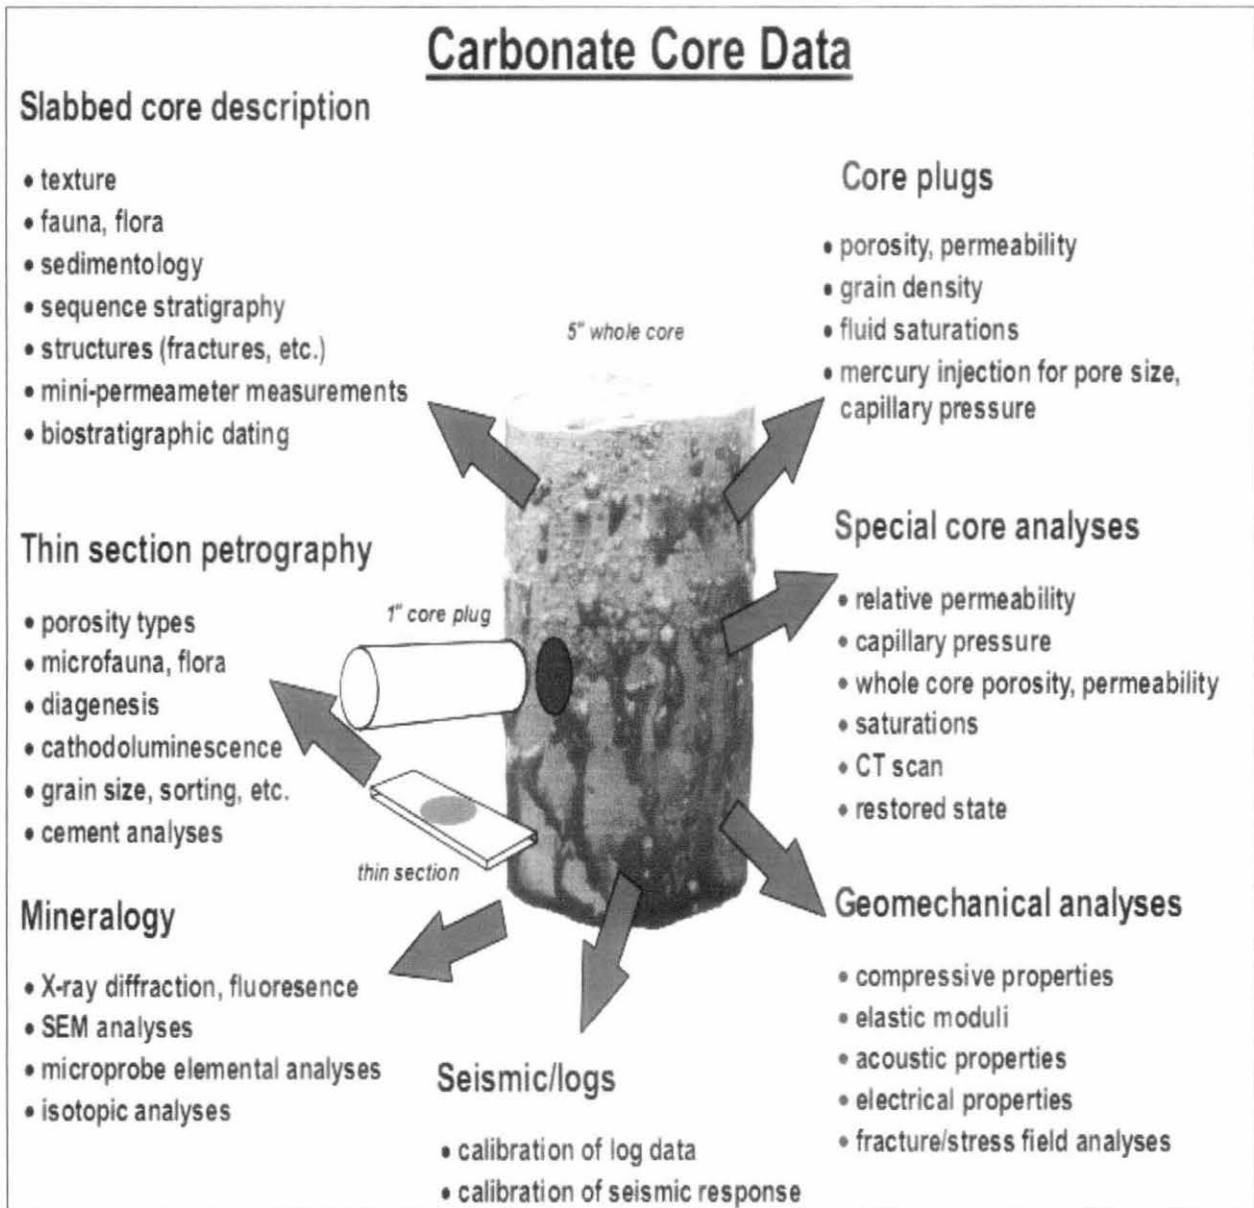 Carbonate Core Data
Slabbed core description
• texture
• fauna, flora
• sedimentology
• sequence stratigraphy
• structures (fractures, etc.)
• mini-permeameter measurements
• biostratigraphic dating
Core plugs
• porosity, permeability
• grain density
• fluid saturations
• mercury injection for pore size,
capillary pressure
5" whole core
Thin section petrography
• porosity types
• microfauna, flora
• diagenesis
• cathodoluminescence
• grain size, sorting, etc.
• cement analyses
1" core plug
thin section
Special core analyses
• relative permeability
• capillary pressure
• whole core porosity, permeability
• saturations
• CT scan
• restored state
Mineralogy
• X-ray diffraction, fluoresence
• SEM analyses
• microprobe elemental analyses
• isotopic analyses
Seismic/logs
• calibration of log data
• calibration of seismic response
Geomechanical analyses
• compressive properties
• elastic moduli
• acoustic properties
• electrical properties
• fracture/stress field analyses